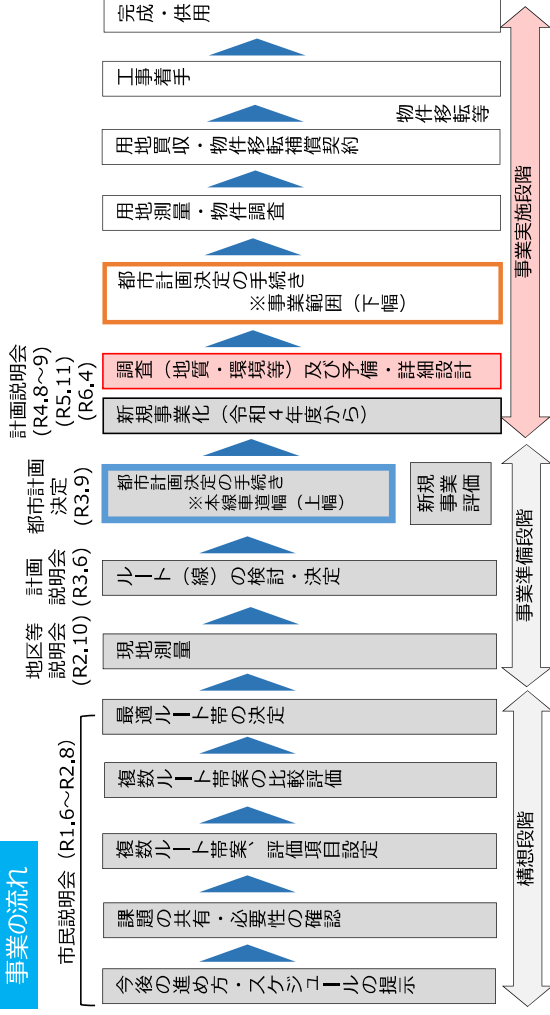 事業の流れ
市民説明会（R1.6～R2.8）
今後の進め方・スケジュールの提示
課題の共有・必要性の確認
複数ルート帯案、評価項目設定
複数ルート帯案の比較評価
最適ルート帯の決定
構想段階
地区等
説明会
(R2.10)
現地測量
計画
説明会
(R3.6)
ルート（線）の検討・決定
都市計画
決定
(R3.9)
都市計画決定の手続き
※本線車道幅（上幅）
新規
事業
評価
事業準備段階
計画説明会
(R4.8～9)
(R5.11)
(R6.4)
新規事業化（令和４年度から）
調査（地質・環境等）及び予備・詳細設計
都市計画決定の手続き
※事業範囲（下幅）
用地測量・物件調査
用地買収・物件移転補償契約
物件
移転等
工事着手
完成・供用
事業実施段階